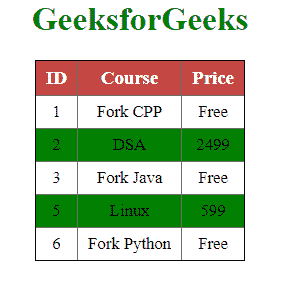 GeeksforGeeks
ID Course Price
1 Fork CPP Free
2 DSA 2499
3 Fork Java Free
5 Linux 599
6 Fork Python Free